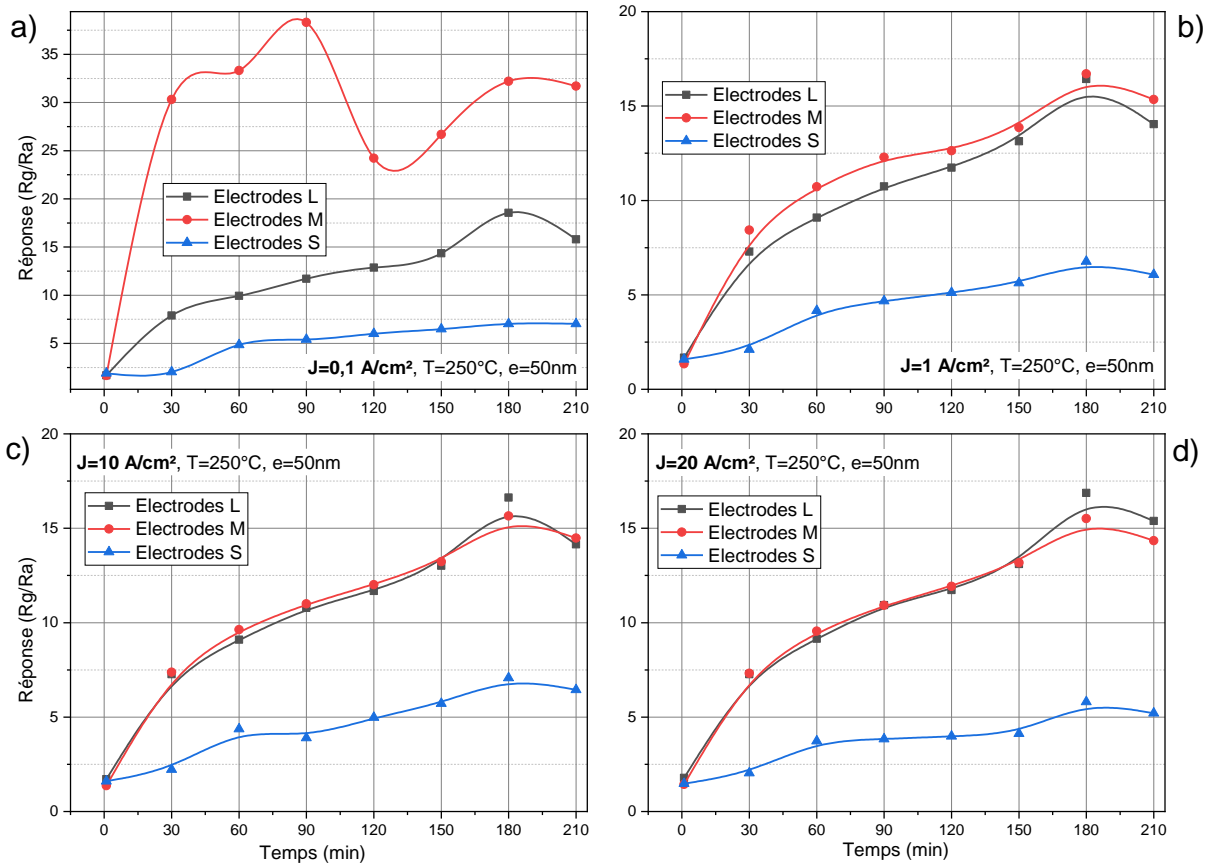 a)
35
30
25
20
15
10
5
Réponse (Rg/Ra)
Electrodes L
Electrodes M
Electrodes S
J=0,1 A/cm², T=250°C, e=50nm
0 30 60 90 120 150 180 210
b)
20
15
10
5
0
Electrodes L
Electrodes M
Electrodes S
J=1 A/cm², T=250°C, e=50nm
0 30 60 90 120 150 180 210
c)
20
15
10
5
0
Réponse (Rg/Ra)
J=10 A/cm², T=250°C, e=50nm
Electrodes L
Electrodes M
Electrodes S
0 30 60 90 120 150 180 210
Temps (min)
d)
20
15
10
5
0
J=20 A/cm², T=250°C, e=50nm
Electrodes L
Electrodes M
Electrodes S
0 30 60 90 120 150 180 210
Temps (min)